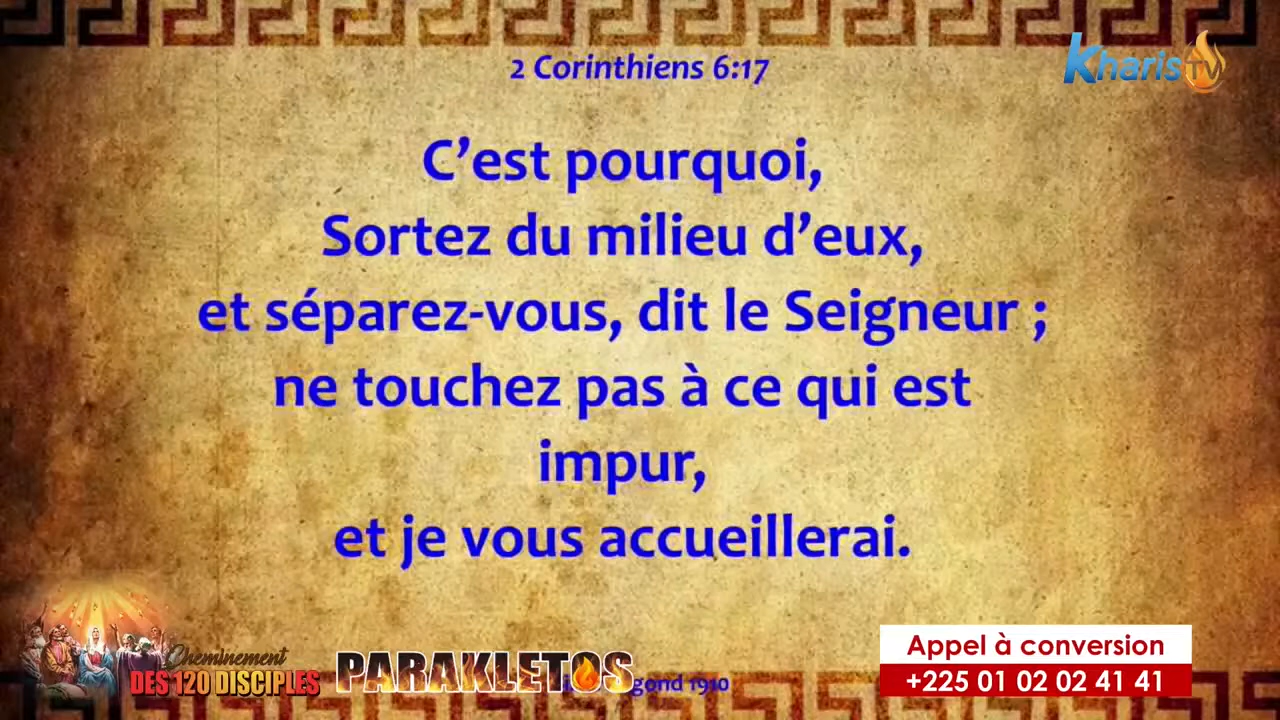 2 Corinthiens 6:17
Kharis TV
C’est pourquoi,
Sortez du milieu d’eux,
et séparez-vous, dit le Seigneur ;
ne touchez pas à ce qui est
impur,
et je vous accueillerai.
Cheminement
DES 120 DISCIPLES
PARAKLETOS
gond 1910
Appel à conversion
+225 01 02 02 41 41